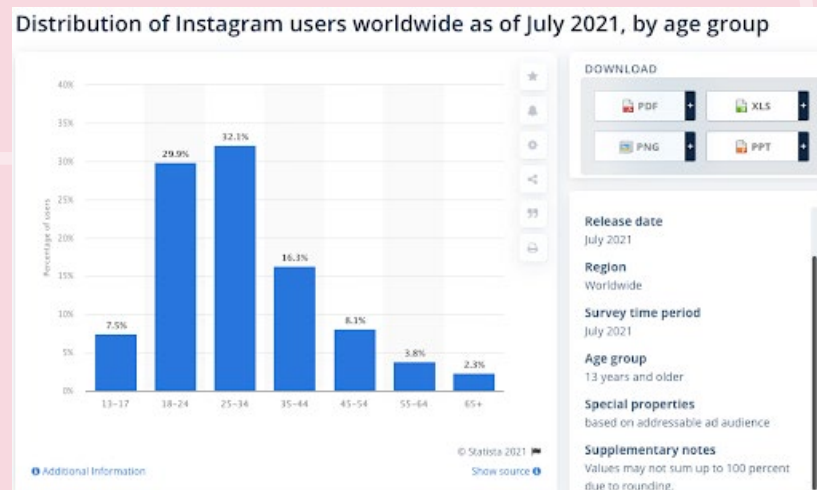 Distribution of Instagram users worldwide as of July 2021, by age group
40%
35%
30%
25%
20%
15%
10%
5%
0%
Percentage of users
7.5%
29.9%
32.1%
16.3%
8.1%
3.8%
2.3%
13–17
18–24
25–34
35–44
45–54
55–64
65+
© Statista 2021
Additional Information
Show source
DOWNLOAD
PDF +
XLS +
PNG +
PPT +
Release date
July 2021
Region
Worldwide
Survey time period
July 2021
Age group
13 years and older
Special properties
based on addressable ad audience
Supplementary notes
Values may not sum up to 100 percent
due to rounding.